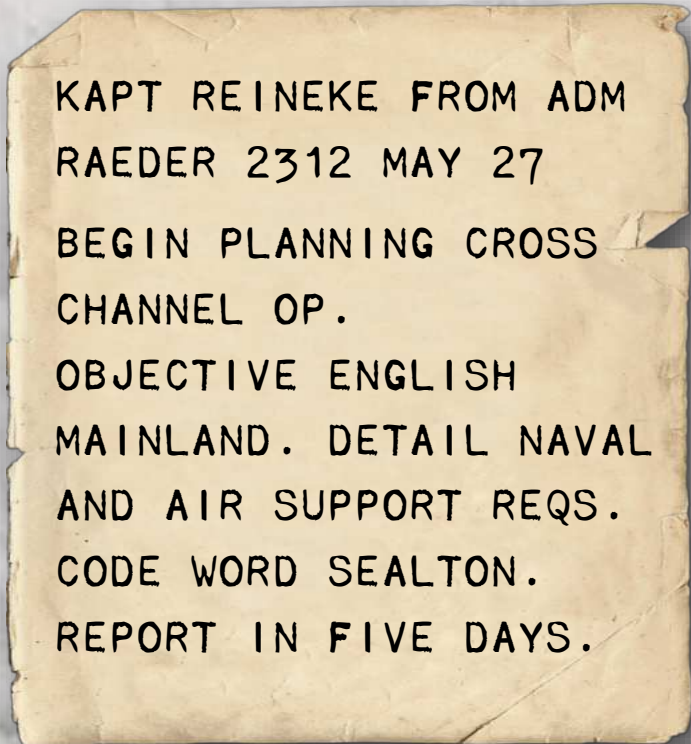 KAPT REINEKE FROM ADM
RAEDER 2312 MAY 27
BEGIN PLANNING CROSS
CHANNEL OP.
OBJECTIVE ENGLISH
MAINLAND. DETAIL NAVAL
AND AIR SUPPORT REQS.
CODE WORD SEALTON.
REPORT IN FIVE DAYS.